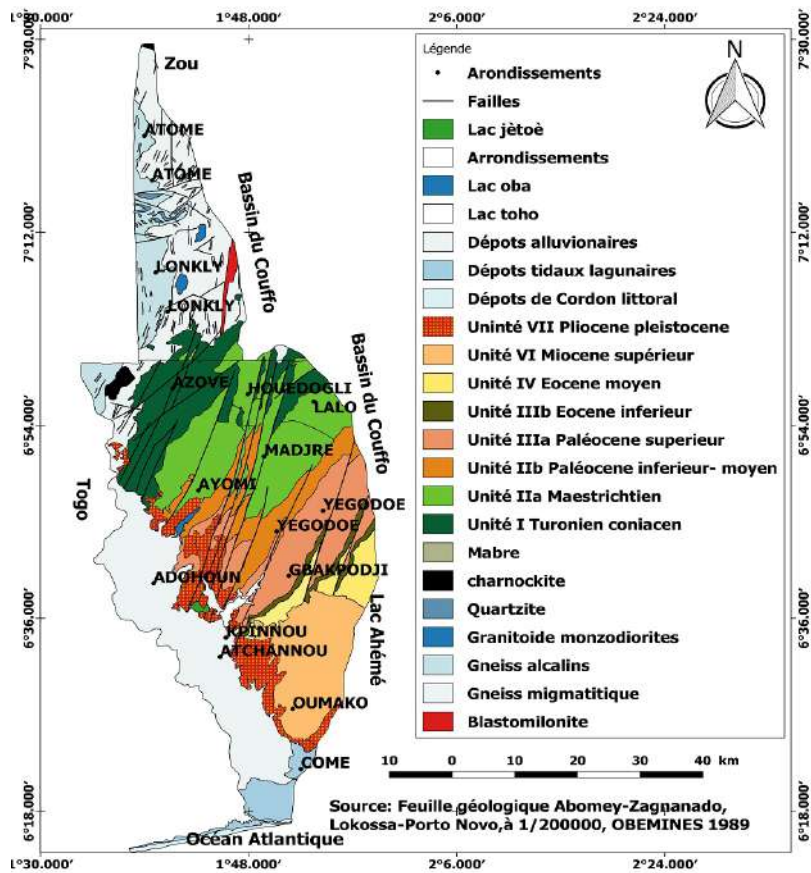 1°30.000′
1°48.000′
2°6.000′
2°24.000′
7°30.000′
7°30.000′
Zou
ATOME
ATOME
Bassin du Couffo
7°12.000′
7°12.000′
LONKLY
LONKLY
AZOVE
HOUEDOGLI
LALO
Bassin du Couffo
6°54.000′
6°54.000′
MADJRE
AYOMI
Togo
YEGODOE
YEGODOE
ADOHOUN
GBAKPODJI
6°36.000′
6°36.000′
KPINNOU
ATCHANNOU
Lac Ahémé
OUMAKO
COME
6°18.000′
6°18.000′
Océan Atlantique
1°30.000′
1°48.000′
2°6.000′
2°24.000′
Légende
N
Arondissements
Failles
Lac jètoè
Arrondissements
Lac oba
Lac toho
Dépots alluvionaires
Dépots tidaux lagunaires
Dépots de Cordon littoral
Uninté VII Pliocene pleistocene
Unité VI Miocene supérieur
Unité IV Eocene moyen
Unité IIIb Eocene inferieur
Unité IIIa Paléocene superieur
Unité IIb Paléocene inferieur- moyen
Unité IIa Maestrichtien
Unité I Turonien coniacen
Mabre
charnockite
Quartzite
Granitoide monzodiorites
Gneiss alcalins
Gneiss migmatitique
Blastomilonite
10 0 10 20 30 40 km
Source: Feuille géologique Abomey-Zagnanado,
Lokossa-Porto Novo,à 1/200000, OBEMINES 1989